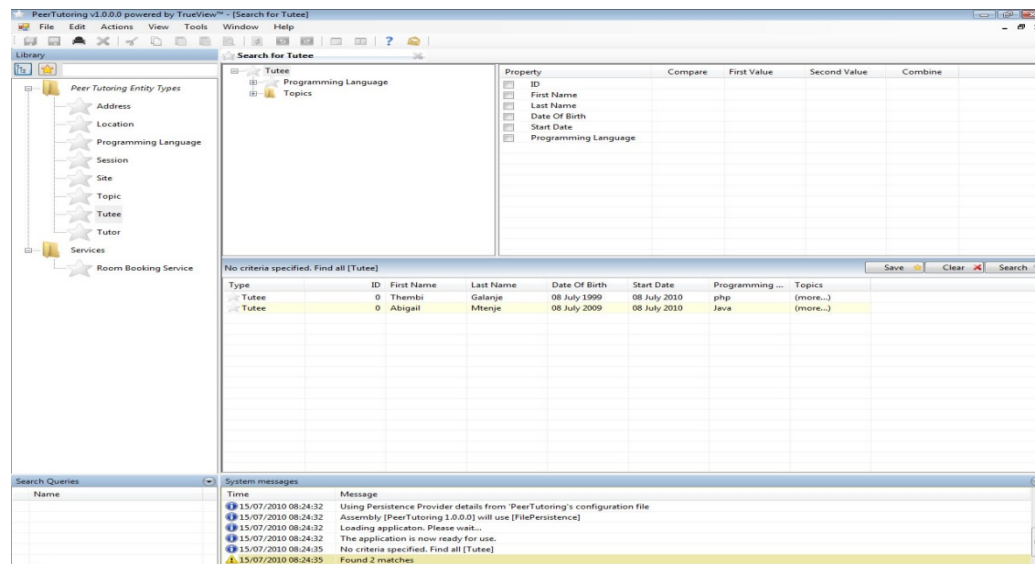 PeerTutoring v1.0.0.0 powered by TrueView™ - [Search for Tutee]
File Edit Actions View Tools Window Help
Library
Peer Tutoring Entity Types
Address
Location
Programming Language
Session
Site
Topic
Tutee
Tutor
Services
Room Booking Service
Search for Tutee
Tutee
Programming Language
Topics
Property Compare First Value Second Value Combine
ID
First Name
Last Name
Date Of Birth
Start Date
Programming Language
No criteria specified. Find all [Tutee] Save Clear Search
Type ID First Name Last Name Date Of Birth Start Date Programming ... Topics
Tutee 0 Thembi Galanje 08 July 1999 08 July 2010 php (more...)
Tutee 0 Abigail Mtenje 08 July 2009 08 July 2010 Java (more...)
Search Queries
Name
System messages
Time Message
15/07/2010 08:24:32 Using Persistence Provider details from 'PeerTutoring's configuration file
15/07/2010 08:24:32 Assembly [PeerTutoring 1.0.0.0] will use [FilePersistence]
15/07/2010 08:24:32 Loading applicaton. Please wait...
15/07/2010 08:24:32 The application is now ready for use.
15/07/2010 08:24:35 No criteria specified. Find all [Tutee]
15/07/2010 08:24:35 Found 2 matches